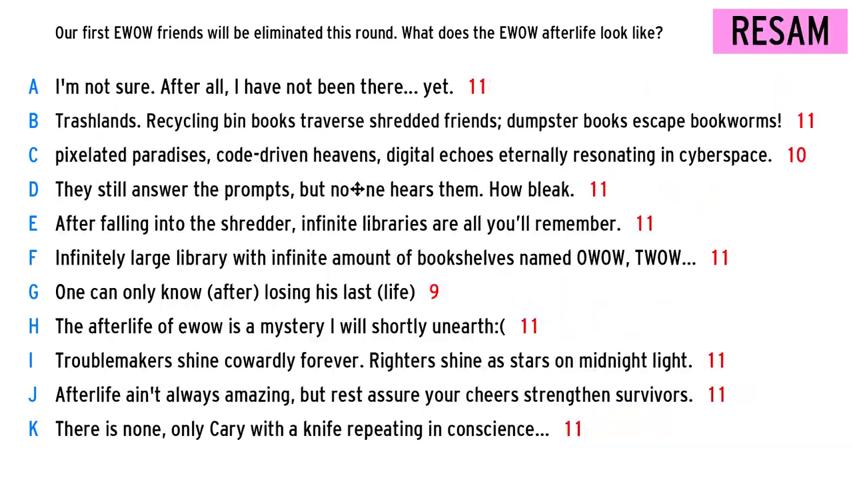 Our first EWOW friends will be eliminated this round. What does the EWOW afterlife look like?
RESAM
A I'm not sure. After all, I have not been there... yet. 11
B Trashlands. Recycling bin books traverse shredded friends; dumpster books escape bookworms! 11
C pixelated paradises, code-driven heavens, digital echoes eternally resonating in cyberspace. 10
D They still answer the prompts, but no✢ne hears them. How bleak. 11
E After falling into the shredder, infinite libraries are all you’ll remember. 11
F Infinitely large library with infinite amount of bookshelves named OWOW, TWOW... 11
G One can only know (after) losing his last (life) 9
H The afterlife of ewow is a mystery I will shortly unearth:( 11
I Troublemakers shine cowardly forever. Righters shine as stars on midnight light. 11
J Afterlife ain't always amazing, but rest assure your cheers strengthen survivors. 11
K There is none, only Cary with a knife repeating in conscience... 11